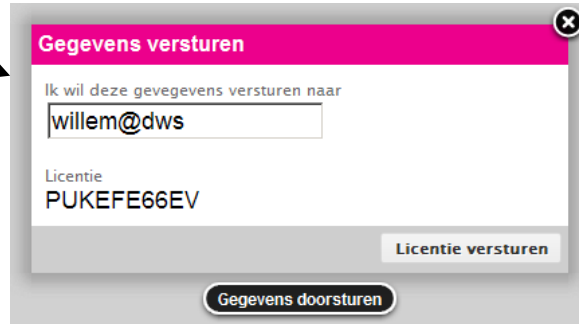 Gegevens versturen
Ik wil deze gevegevens versturen naar
willem@dws
Licentie
PUKEFE66EV
Licentie versturen
Gegevens doorsturen